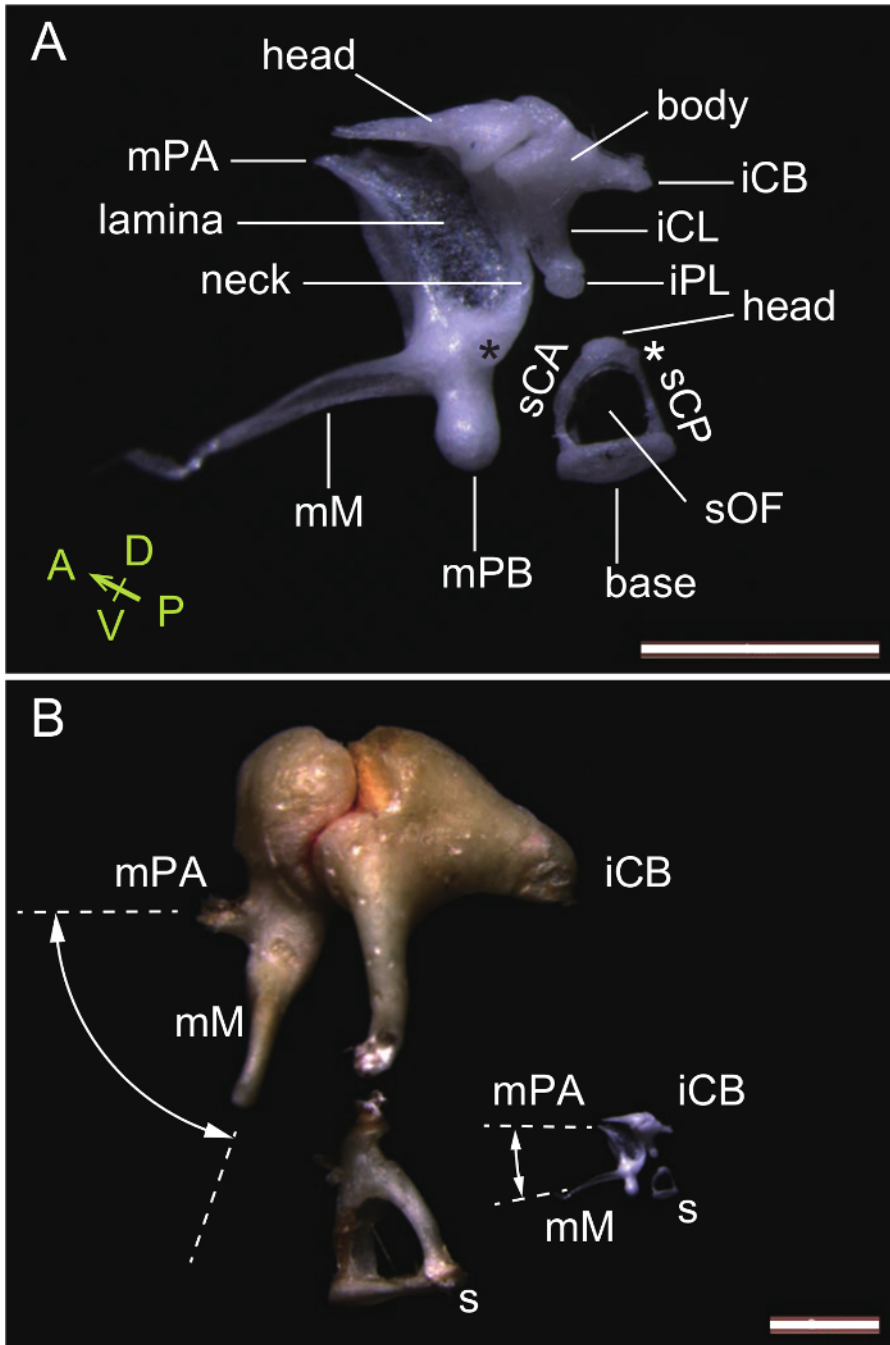 A
head
body
mPA
iCB
lamina
iCL
neck
iPL
head
*
sCA
*
sCP
mM
sOF
mPB
base
A
D
V
P
B
mPA
iCB
mM
mPA
iCB
mM
s
s